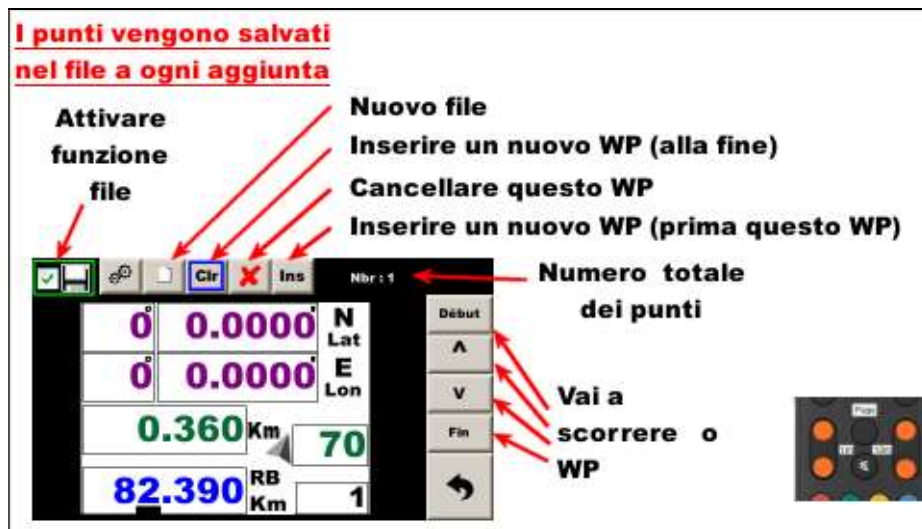 I punti vengono salvati
nel file a ogni aggiunta
Attivare
funzione
file
Nuovo file
Inserire un nuovo WP (alla fine)
Cancellare questo WP
Inserire un nuovo WP (prima questo WP)
Numero totale
dei punti
Clr
Ins
Nbr : 1
0° 0.0000' N
Lat
0° 0.0000' E
Lon
0.360 Km
70
82.390 RB
Km
1
Début
^
v
Fin
Vai a
scorrere o
WP